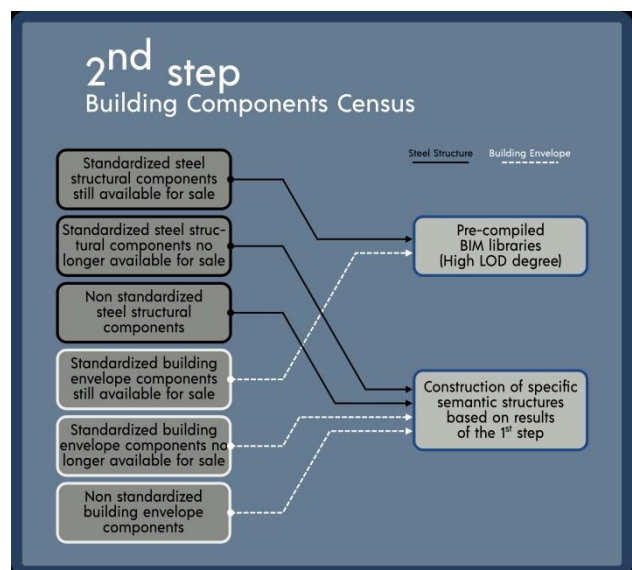 2nd step
Building Components Census
Steel Structure
Building Envelope
Standardized steel
structural components
still available for sale
Standardized steel struc-
tural components no
longer available for sale
Non standardized
steel structural
components
Standardized building
envelope components
still available for sale
Standardized building
envelope components no
longer available for sale
Non standardized
building envelope
components
Pre-compiled
BIM libraries
(High LOD degree)
Construction of specific
semantic structures
based on results
of the 1st step